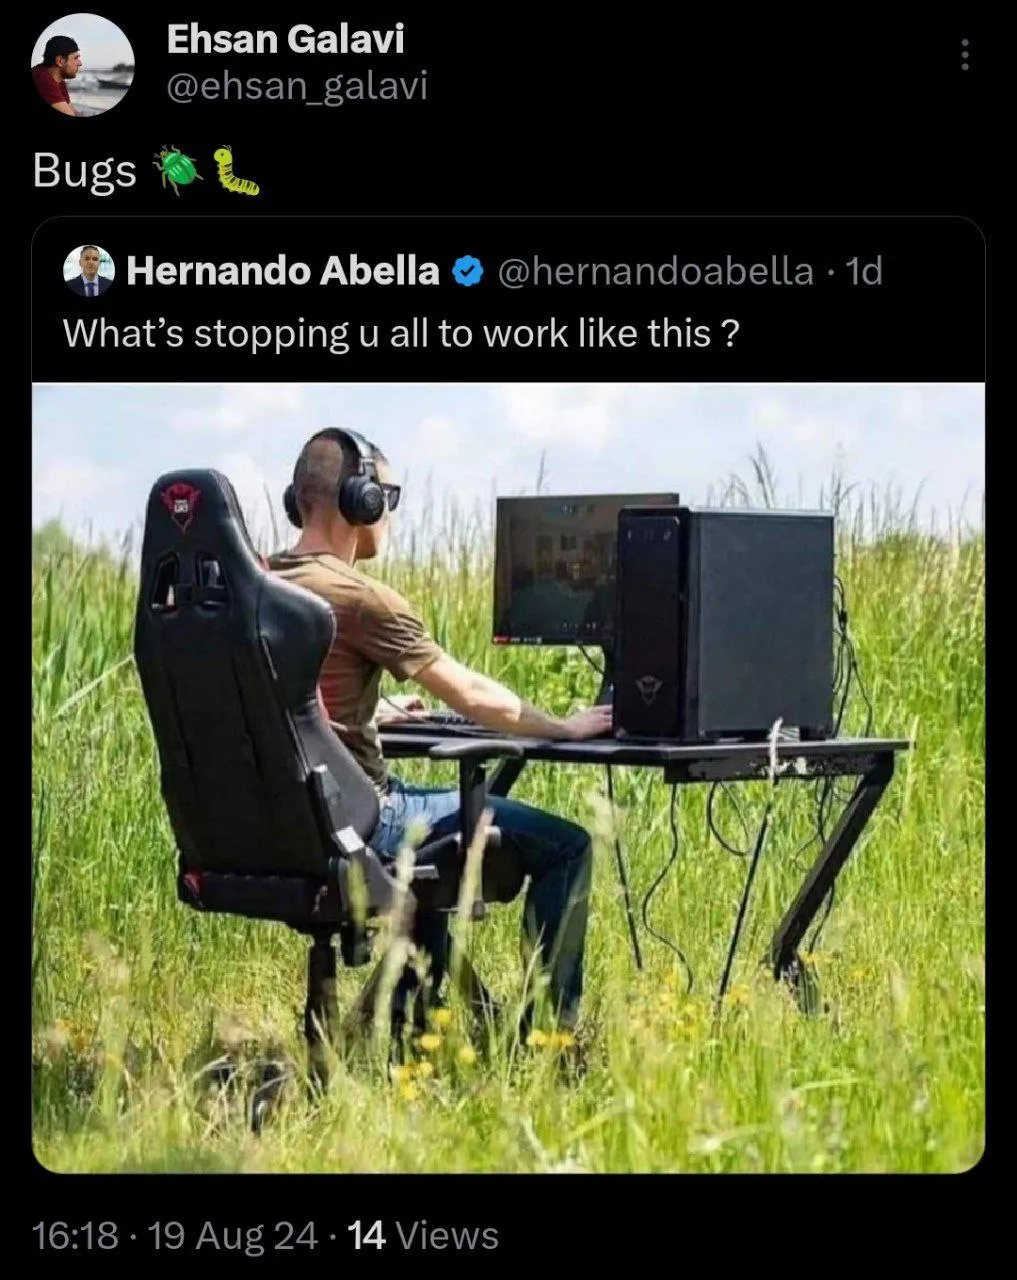 Ehsan Galavi
@ehsan_galavi
Bugs 🪲🐛
Hernando Abella @hernandoabella · 1d
What’s stopping u all to work like this ?
16:18 · 19 Aug 24 · 14 Views